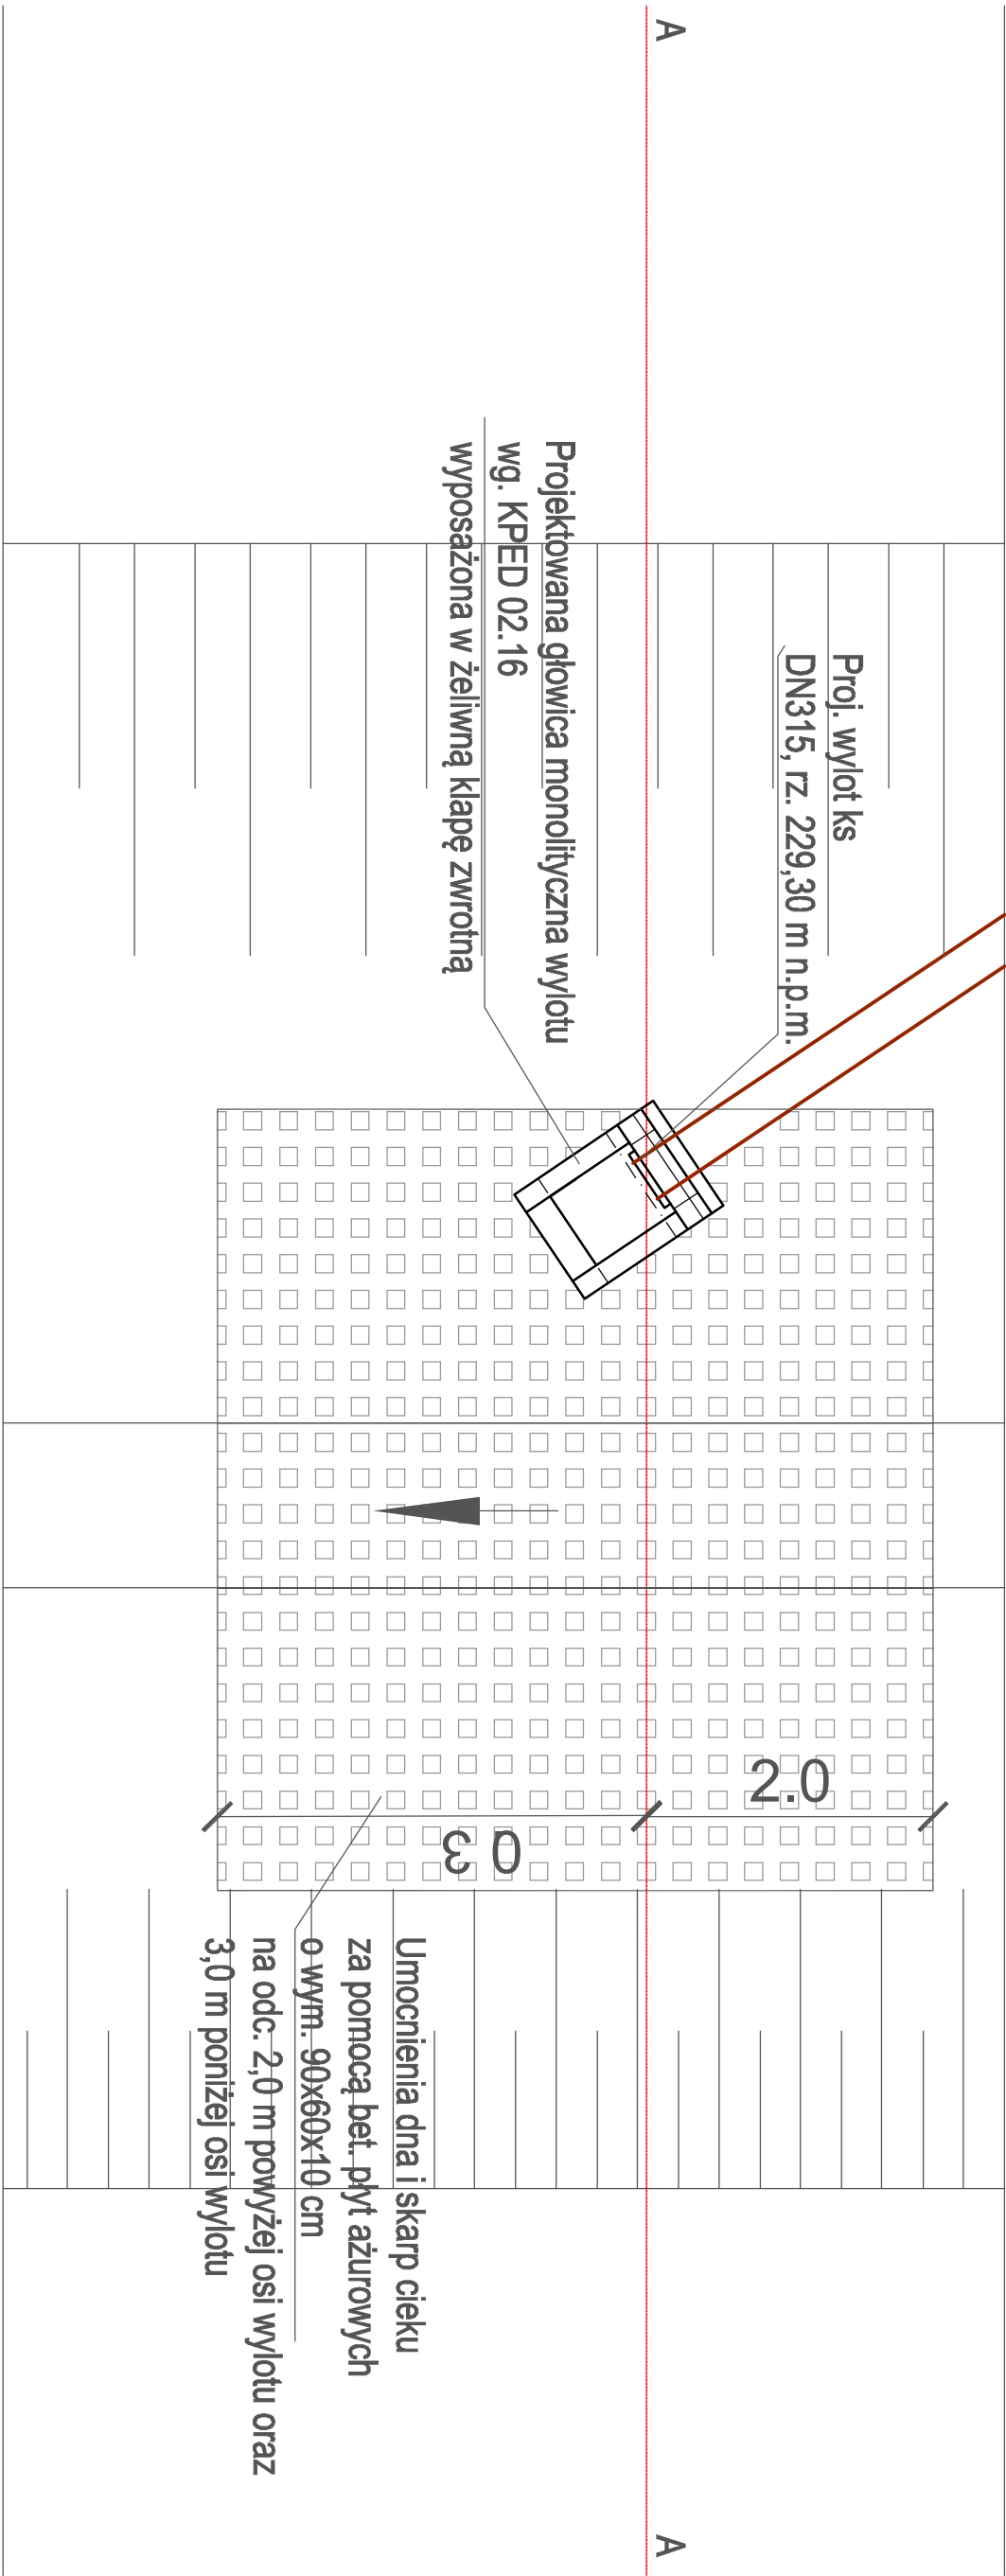 A
Proj. wylot ks
DN315, rz. 229,30 m n.p.m.
Projektowana głowica monolityczna wylotu
wg. KPED 02.16
wyposażona w żeliwną klapę zwrotną
2.0
3.0
Umocnienia dna i skarp cieku
za pomocą bet. płyt ażurowych
o wym. 90x60x10 cm
na odc. 2,0 m powyżej osi wylotu oraz
3,0 m poniżej osi wylotu
A